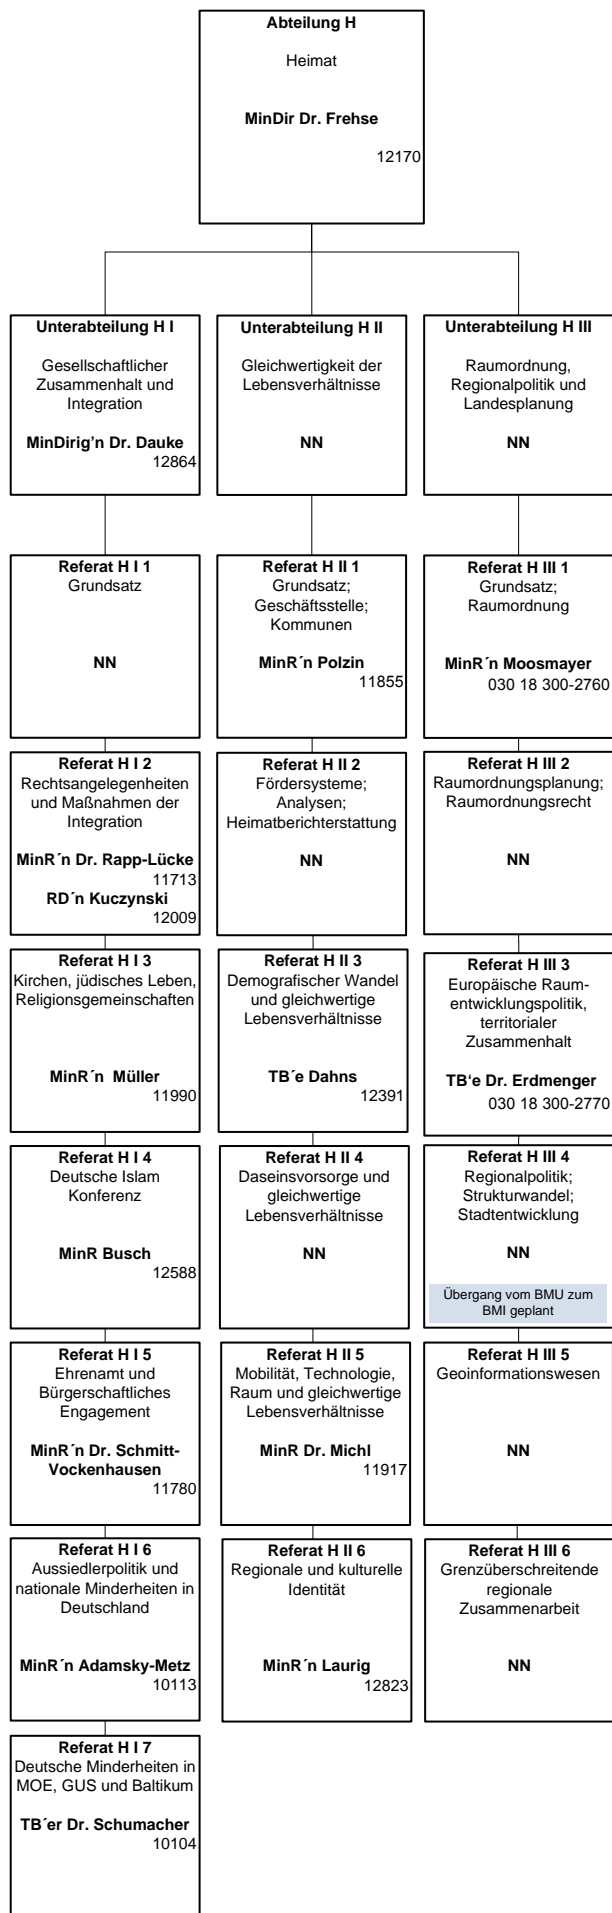 Abteilung H
Heimat
MinDir Dr. Frehse
12170
Unterabteilung H I
Gesellschaftlicher
Zusammenhalt und
Integration
MinDirig'n Dr. Dauke
12864
Unterabteilung H II
Gleichwertigkeit der
Lebensverhältnisse
NN
Unterabteilung H III
Raumordnung,
Regionalpolitik und
Landesplanung
NN
Referat H I 1
Grundsatz
NN
Referat H II 1
Grundsatz;
Geschäftsstelle;
Kommunen
MinR´n Polzin
11855
Referat H III 1
Grundsatz;
Raumordnung
MinR´n Moosmayer
030 18 300-2760
Referat H I 2
Rechtsangelegenheiten
und Maßnahmen der
Integration
MinR´n Dr. Rapp-Lücke
11713
RD´n Kuczynski
12009
Referat H II 2
Fördersysteme;
Analysen;
Heimatberichterstattung
NN
Referat H III 2
Raumordnungsplanung;
Raumordnungsrecht
NN
Referat H I 3
Kirchen, jüdisches Leben,
Religionsgemeinschaften
MinR´n Müller
11990
Referat H II 3
Demografischer Wandel
und gleichwertige
Lebensverhältnisse
TB´e Dahns
12391
Referat H III 3
Europäische Raum-
entwicklungspolitik,
territorialer
Zusammenhalt
TB‘e Dr. Erdmenger
030 18 300-2770
Referat H I 4
Deutsche Islam
Konferenz
MinR Busch
12588
Referat H II 4
Daseinsvorsorge und
gleichwertige
Lebensverhältnisse
NN
Referat H III 4
Regionalpolitik;
Strukturwandel;
Stadtentwicklung
NN
Übergang vom BMU zum
BMI geplant
Referat H I 5
Ehrenamt und
Bürgerschaftliches
Engagement
MinR´n Dr. Schmitt-
Vockenhausen
11780
Referat H II 5
Mobilität, Technologie,
Raum und gleichwertige
Lebensverhältnisse
MinR Dr. Michl
11917
Referat H III 5
Geoinformationswesen
NN
Referat H I 6
Aussiedlerpolitik und
nationale Minderheiten in
Deutschland
MinR´n Adamsky-Metz
10113
Referat H II 6
Regionale und kulturelle
Identität
MinR´n Laurig
12823
Referat H III 6
Grenzüberschreitende
regionale
Zusammenarbeit
NN
Referat H I 7
Deutsche Minderheiten in
MOE, GUS und Baltikum
TB´er Dr. Schumacher
10104